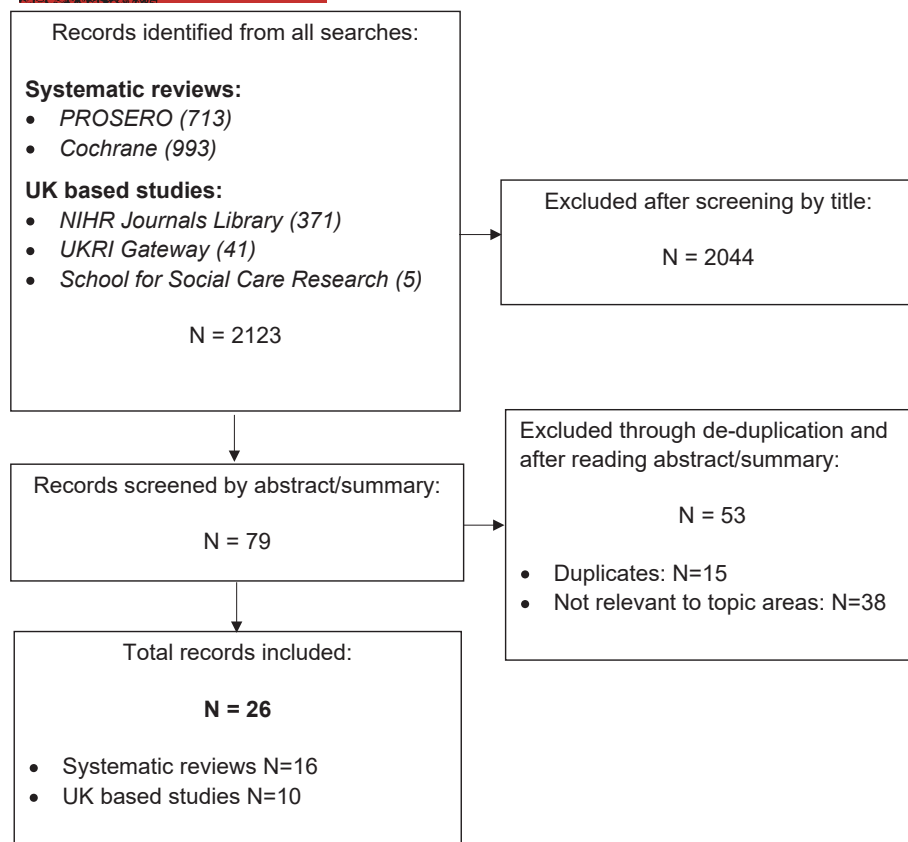 Records identified from all searches:
Systematic reviews:
• PROSERO (713)
• Cochrane (993)
UK based studies:
• NIHR Journals Library (371)
• UKRI Gateway (41)
• School for Social Care Research (5)
N = 2123
Excluded after screening by title:
N = 2044
Records screened by abstract/summary:
N = 79
Excluded through de-duplication and
after reading abstract/summary:
N = 53
• Duplicates: N=15
• Not relevant to topic areas: N=38
Total records included:
N = 26
• Systematic reviews N=16
• UK based studies N=10